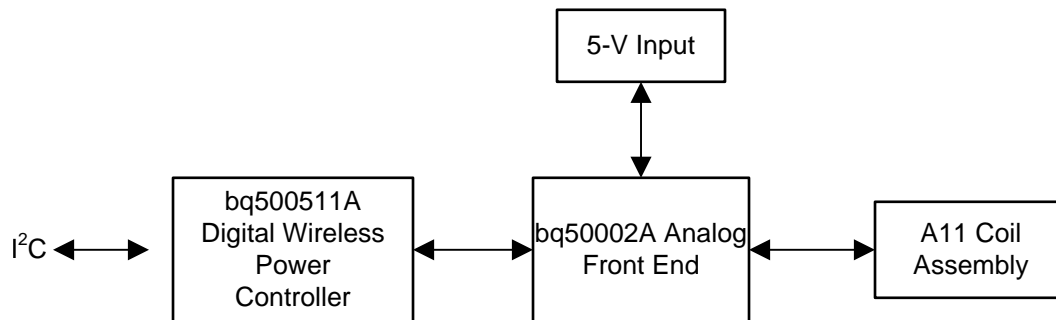 5-V Input
bq500511A
Digital Wireless
Power
Controller
bq50002A Analog
Front End
A11 Coil
Assembly
I²C